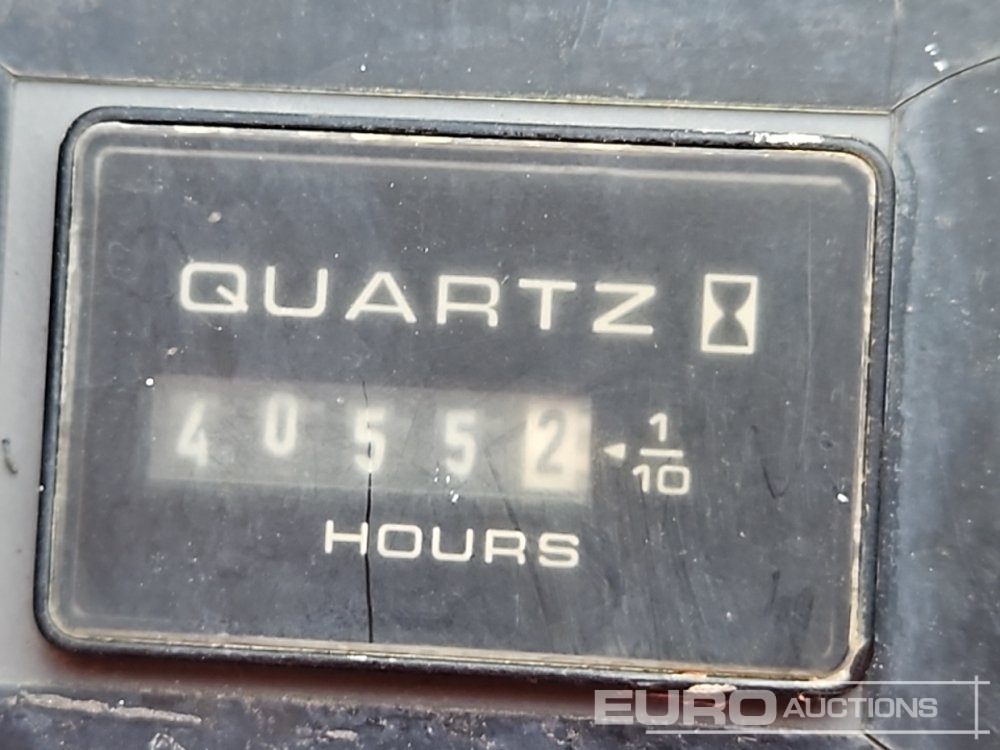 QUARTZ
40552 1/10
HOURS
EURO AUCTIONS